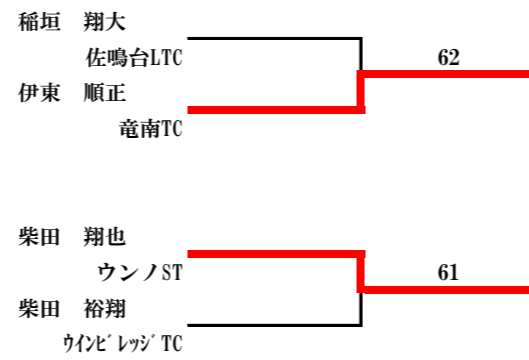 稲垣　翔大
佐鳴台LTC
62
伊東　順正
竜南TC
柴田　翔也
ウンノST
61
柴田　裕翔
ｳｲﾝﾋﾞﾚｯｼﾞTC